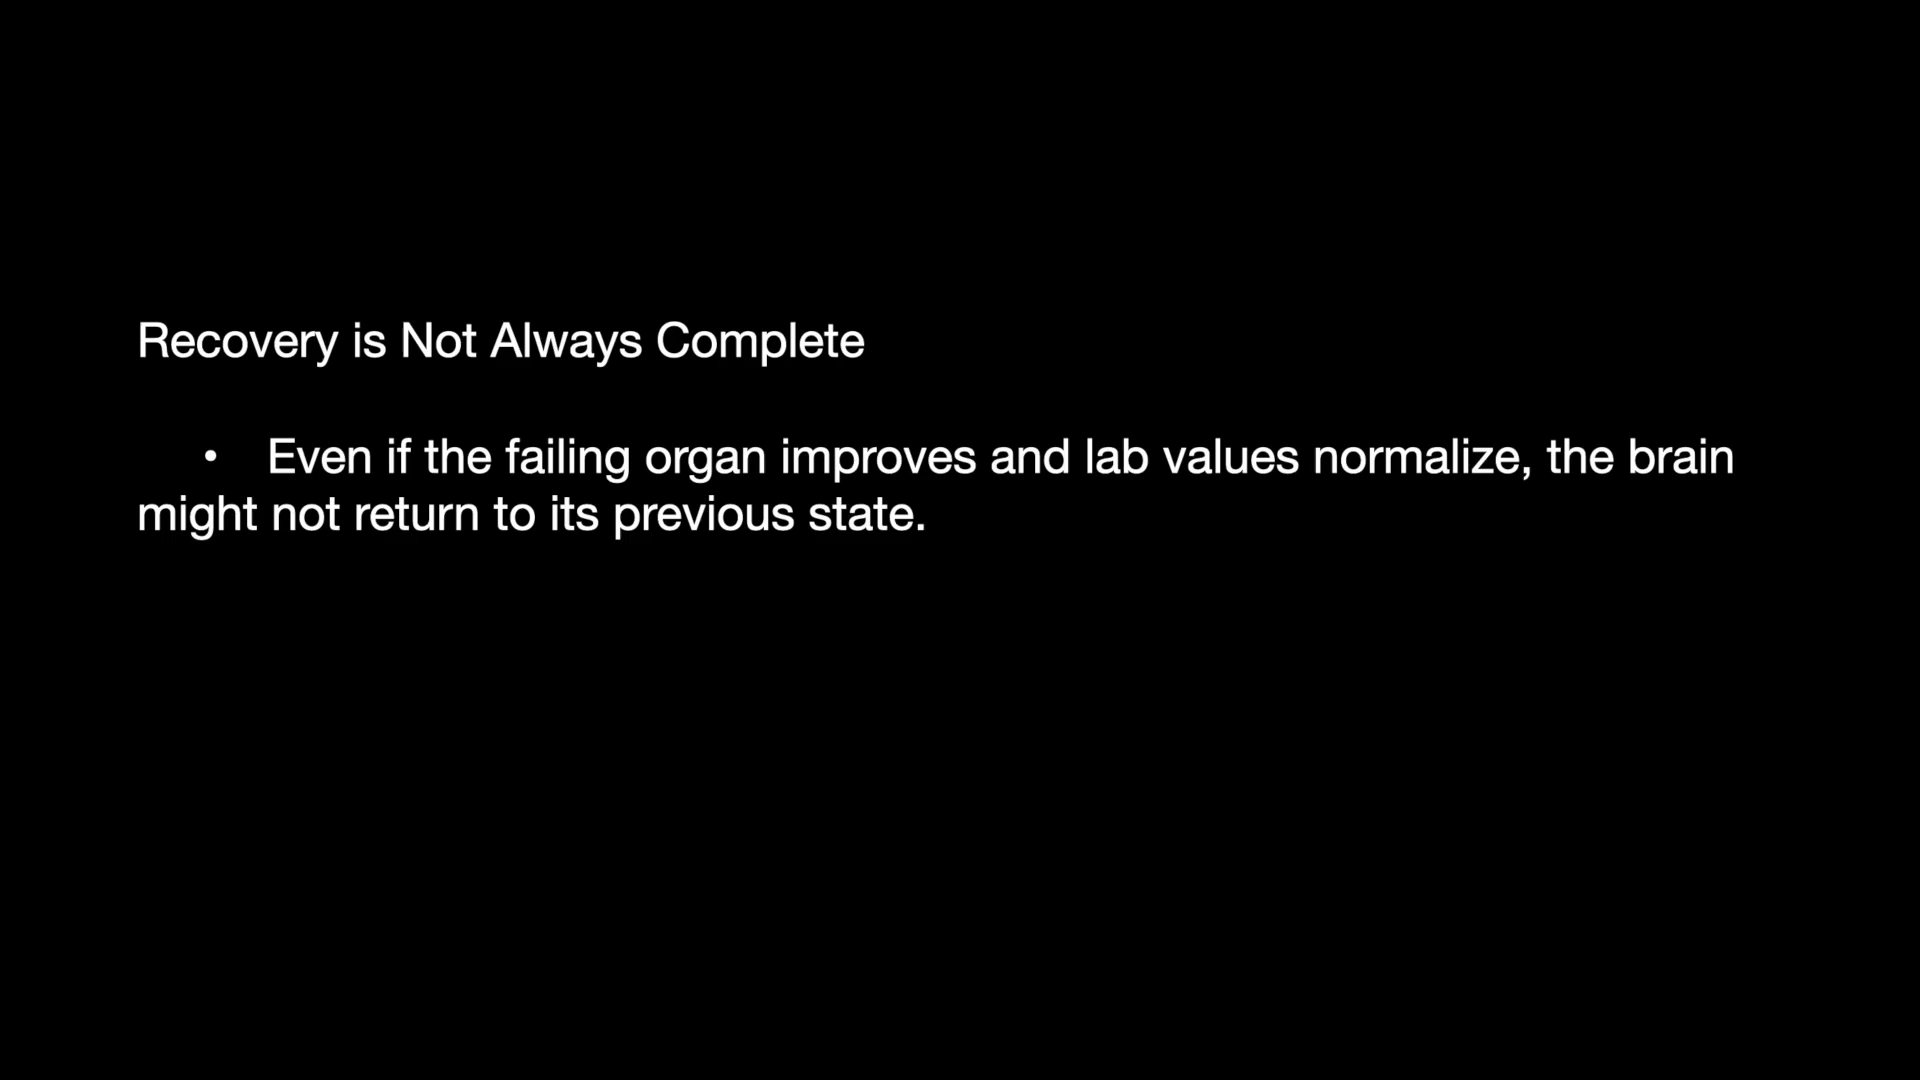 Recovery is Not Always Complete
• Even if the failing organ improves and lab values normalize, the brain
might not return to its previous state.